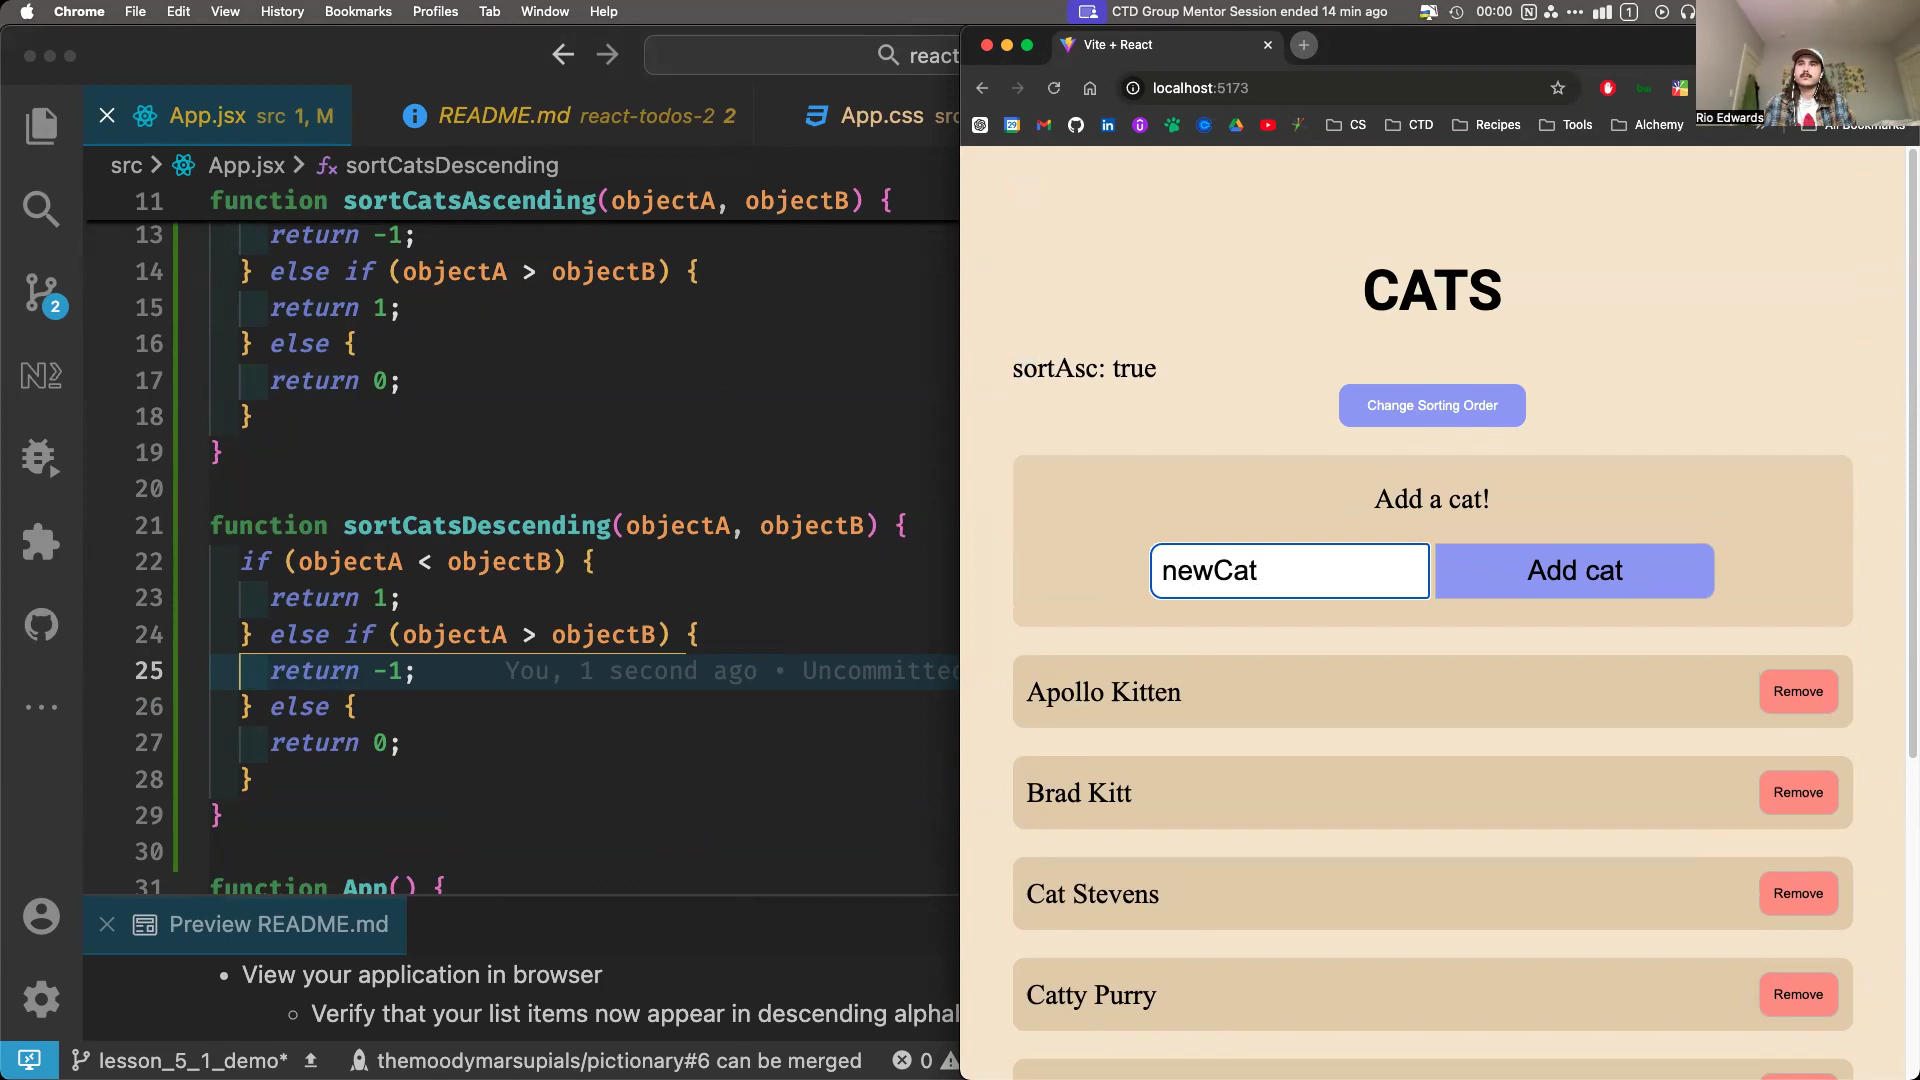 Chrome File Edit View History Bookmarks Profiles Tab Window Help
CTD Group Mentor Session ended 14 min ago
00:00
1
react
App.jsx src 1, M
README.md react-todos-2 2
App.css src
src App.jsx sortCatsDescending
11 function sortCatsAscending(objectA, objectB) {
13 return -1;
14 } else if (objectA > objectB) {
15 return 1;
16 } else {
17 return 0;
18 }
19 }
20
21 function sortCatsDescending(objectA, objectB) {
22 if (objectA < objectB) {
23 return 1;
24 } else if (objectA > objectB) {
25 return -1; You, 1 second ago • Uncommitted
26 } else {
27 return 0;
28 }
29 }
30
31 function App() {
2
Preview README.md
• View your application in browser
○ Verify that your list items now appear in descending alphal
lesson_5_1_demo*
themoodymarsupials/pictionary#6 can be merged
0
Vite + React
localhost:5173
CS CTD Recipes Tools Alchemy
All Bookmarks
Rio Edwards
CATS
sortAsc: true
Change Sorting Order
Add a cat!
newCat
Add cat
Apollo Kitten Remove
Brad Kitt Remove
Cat Stevens Remove
Catty Purry Remove